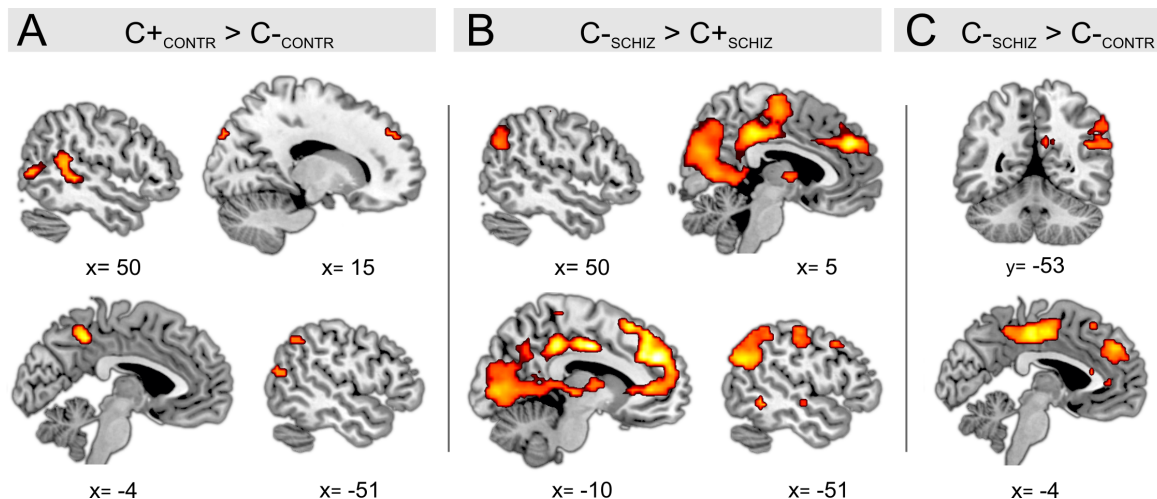 A C+CONTR > C-CONTR
B C-SCHIZ > C+SCHIZ
C C-SCHIZ > C-CONTR
x= 50
x= 15
x= 50
x= 5
y= -53
x= -4
x= -51
x= -10
x= -51
x= -4